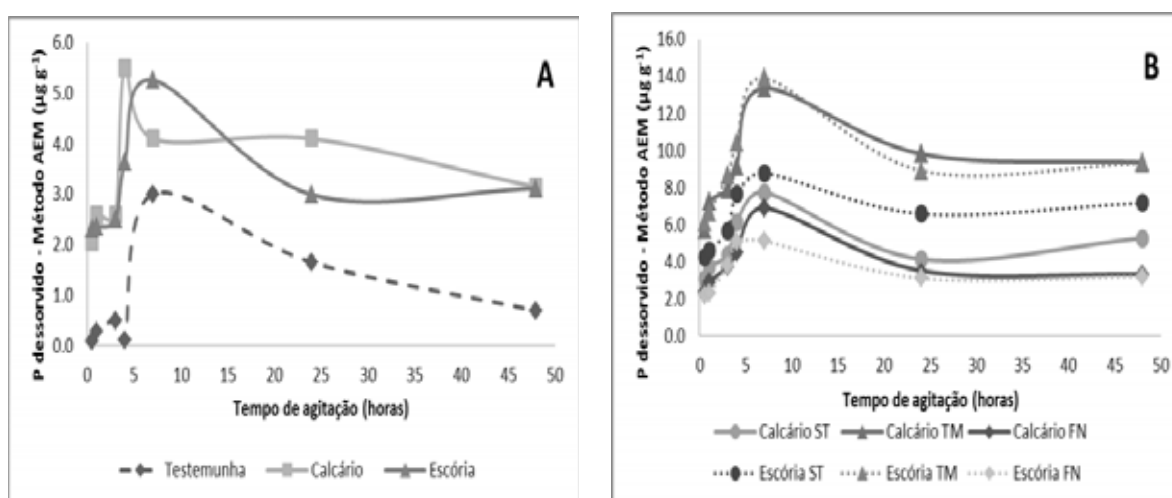 P dessorvido - Método AEM (µg g⁻¹)
6.0
5.0
4.0
3.0
2.0
1.0
0.0
A
0 5 10 15 20 25 30 35 40 45 50
Tempo de agitação (horas)
Testemunha Calcário Escória
P dessorvido - Método AEM (µg g⁻¹)
16.0
14.0
12.0
10.0
8.0
6.0
4.0
2.0
0.0
B
0 5 10 15 20 25 30 35 40 45 50
Tempo de agitação (horas)
Calcário ST Calcário TM Calcário FN
Escória ST Escória TM Escória FN